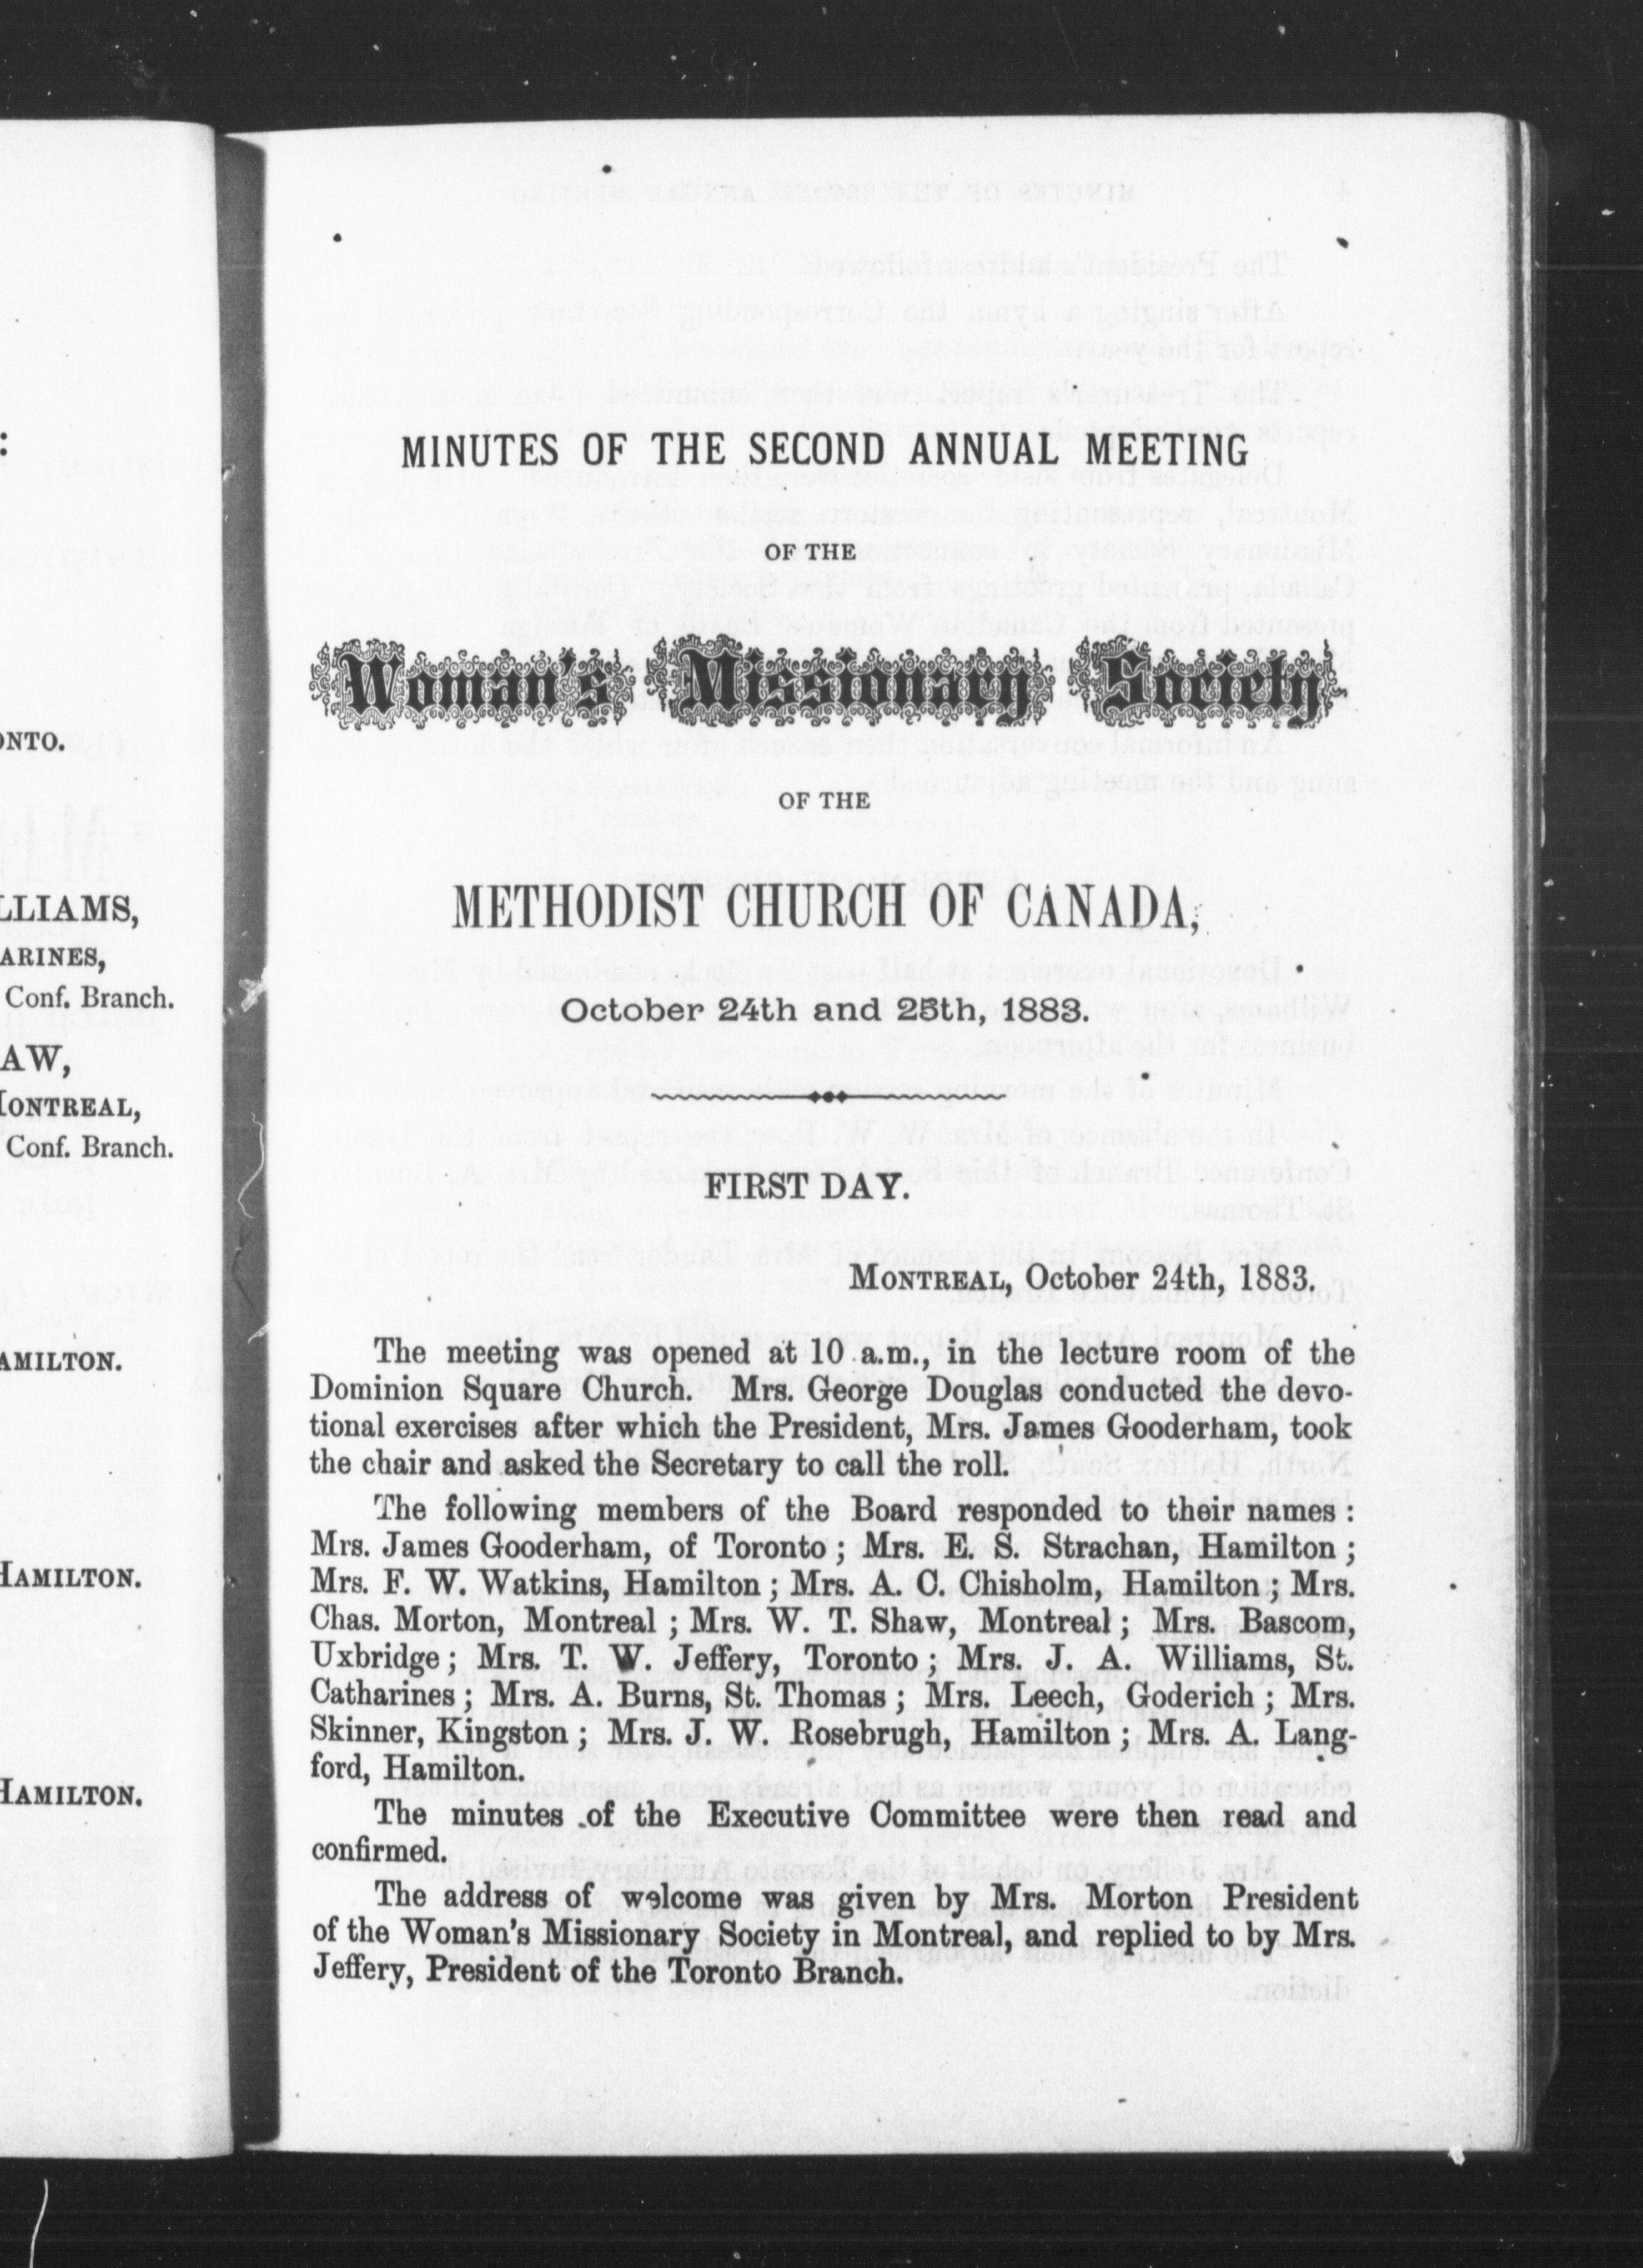 :
ONTO.
LLIAMS,
ARINES,
Conf. Branch.
AW,
MONTREAL,
Conf. Branch.
AMILTON.
HAMILTON.
HAMILTON.
MINUTES OF THE SECOND ANNUAL MEETING
OF THE
Woman's Missionary Society
OF THE
METHODIST CHURCH OF CANADA,
October 24th and 25th, 1883.
FIRST DAY.
MONTREAL, October 24th, 1883.
The meeting was opened at 10 a.m., in the lecture room of the
Dominion Square Church. Mrs. George Douglas conducted the devo-
tional exercises after which the President, Mrs. James Gooderham, took
the chair and asked the Secretary to call the roll.
The following members of the Board responded to their names :
Mrs. James Gooderham, of Toronto ; Mrs. E. S. Strachan, Hamilton ;
Mrs. F. W. Watkins, Hamilton ; Mrs. A. C. Chisholm, Hamilton ; Mrs.
Chas. Morton, Montreal ; Mrs. W. T. Shaw, Montreal ; Mrs. Bascom,
Uxbridge ; Mrs. T. W. Jeffery, Toronto ; Mrs. J. A. Williams, St.
Catharines ; Mrs. A. Burns, St. Thomas ; Mrs. Leech, Goderich ; Mrs.
Skinner, Kingston ; Mrs. J. W. Rosebrugh, Hamilton ; Mrs. A. Lang-
ford, Hamilton.
The minutes of the Executive Committee were then read and
confirmed.
The address of welcome was given by Mrs. Morton President
of the Woman's Missionary Society in Montreal, and replied to by Mrs.
Jeffery, President of the Toronto Branch.